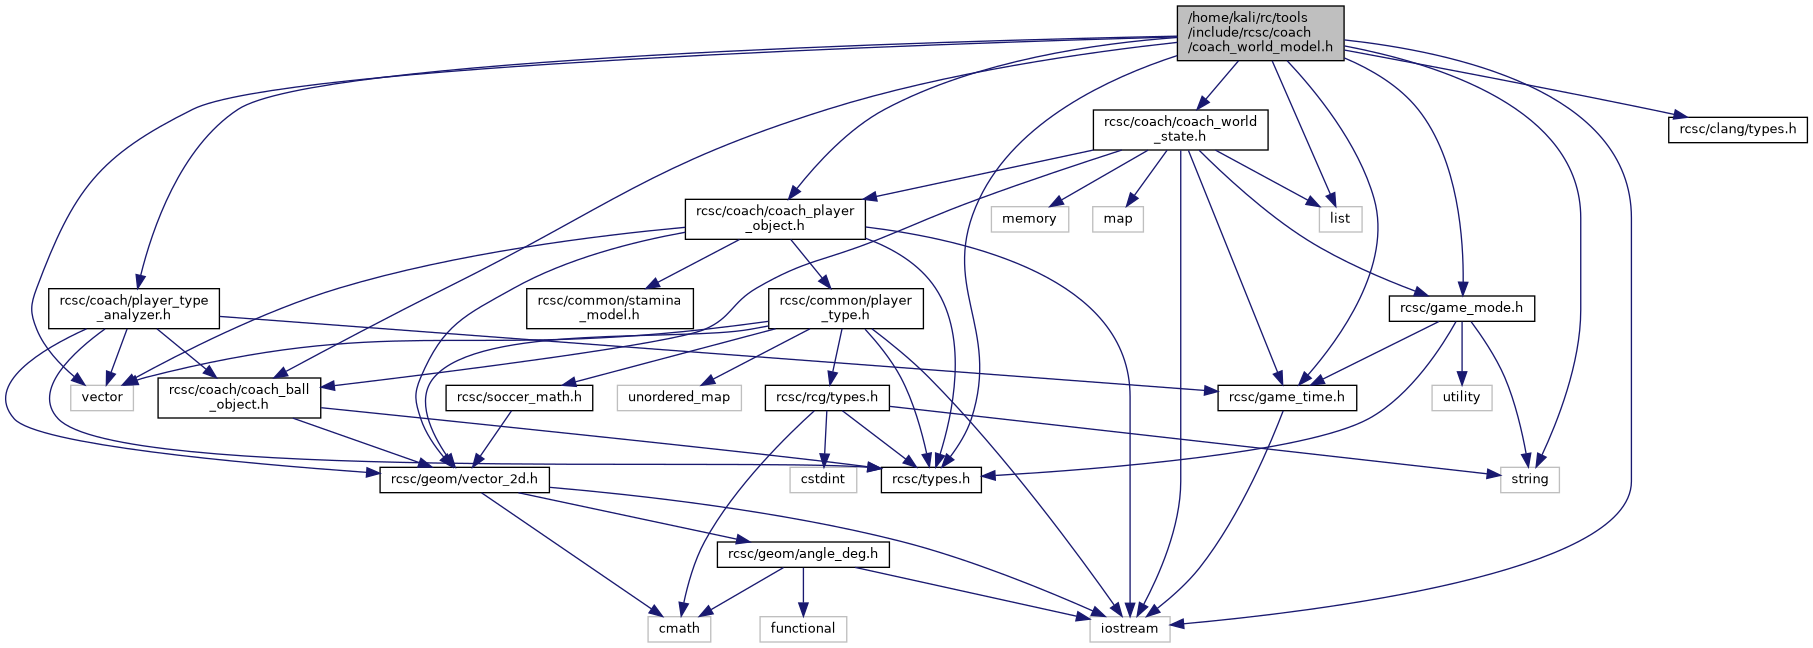 /home/kali/rc/tools
/include/rcsc/coach
/coach_world_model.h
rcsc/coach/coach_world
_state.h
rcsc/clang/types.h
rcsc/coach/coach_player
_object.h
memory
map
list
rcsc/coach/player_type
_analyzer.h
rcsc/common/stamina
_model.h
rcsc/common/player
_type.h
rcsc/game_mode.h
vector
rcsc/coach/coach_ball
_object.h
rcsc/soccer_math.h
unordered_map
rcsc/rcg/types.h
rcsc/game_time.h
utility
rcsc/geom/vector_2d.h
cstdint
rcsc/types.h
string
rcsc/geom/angle_deg.h
cmath
functional
iostream